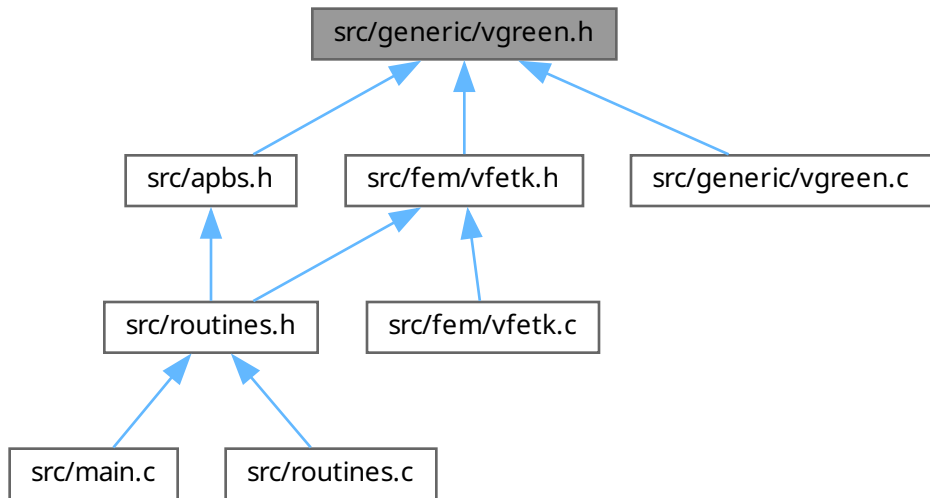 src/generic/vgreen.h
src/apbs.h
src/fem/vfetk.h
src/generic/vgreen.c
src/routines.h
src/fem/vfetk.c
src/main.c
src/routines.c